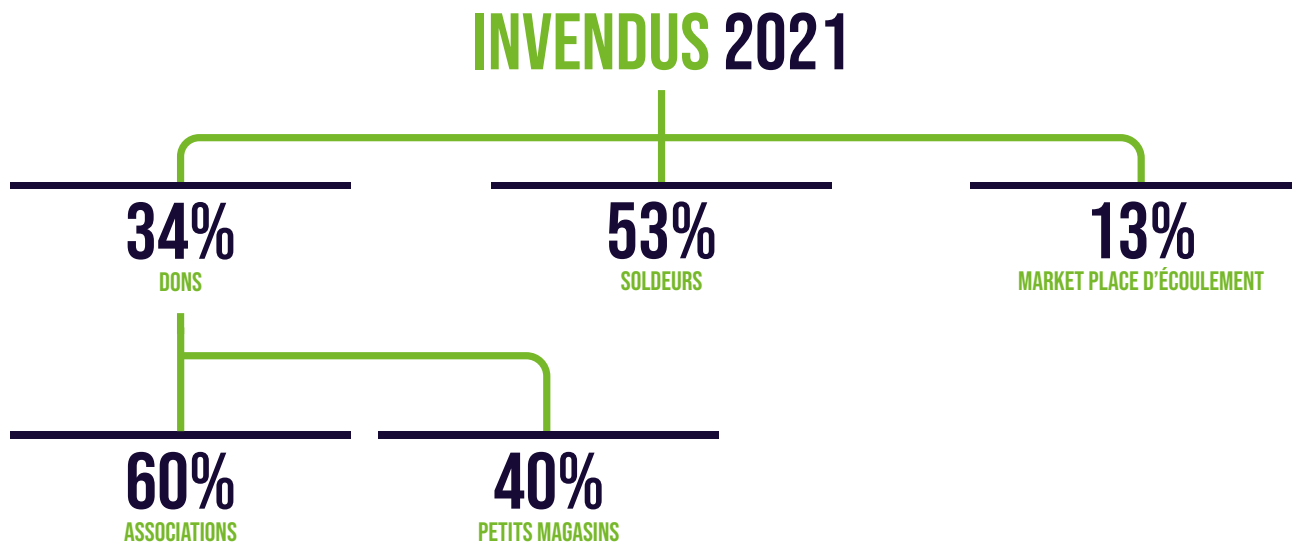 INVENDUS 2021
34%
DONS
53%
SOLDEURS
13%
MARKET PLACE D'ÉCOULEMENT
60%
ASSOCIATIONS
40%
PETITS MAGASINS